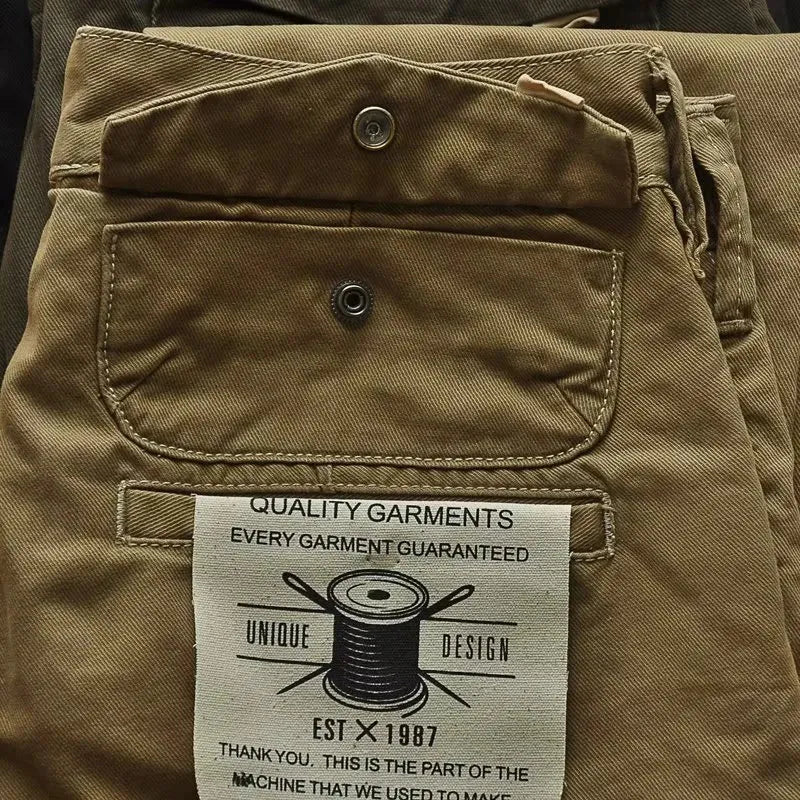 QUALITY GARMENTS
EVERY GARMENT GUARANTEED
UNIQUE DESIGN
EST X 1987
THANK YOU. THIS IS THE PART OF THE
MACHINE THAT WE USED TO MAKE